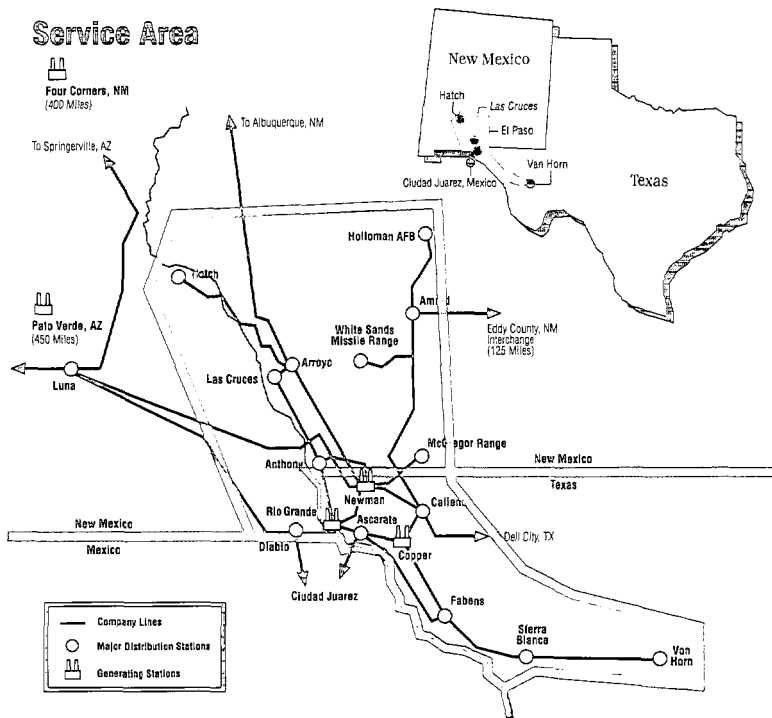 Service Area
Four Corners, NM
(400 Miles)
To Springerville, AZ
To Albuquerque, NM
New Mexico
Hatch
Las Cruces
El Paso
Van Horn
Ciudad Juarez, Mexico
Texas
Holloman AFB
Hatch
Palo Verde, AZ
(450 Miles)
White Sands
Missile Range
Eddy County, NM
Interchange
(125 Miles)
Luna
Arroyo
Las Cruces
McGregor Range
Anthony
New Mexico
Texas
Newman
Rio Grande
Ascarate
Caliente
New Mexico
Mexico
Diablo
Copper
Dell City, TX
Ciudad Juarez
Fabens
Sierra
Blanca
Van
Horn
Company Lines
Major Distribution Stations
Generating Stations